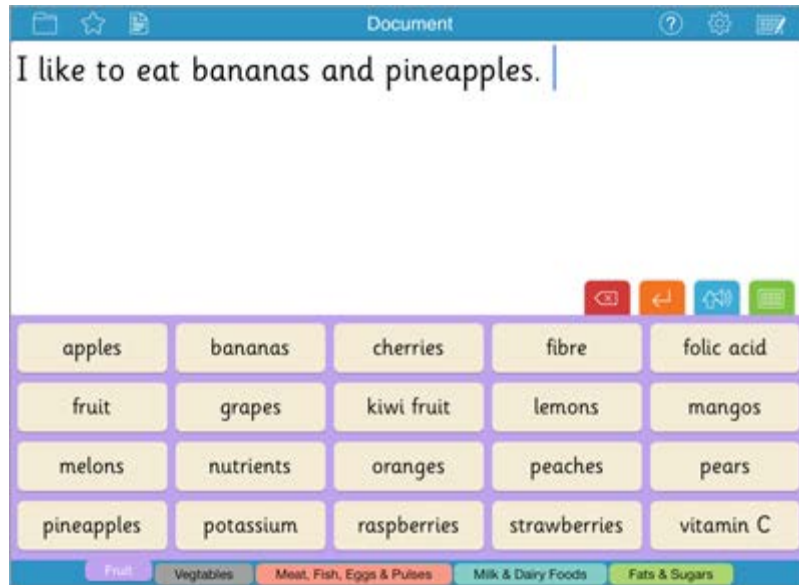 Document
I like to eat bananas and pineapples.
apples bananas cherries fibre folic acid
fruit grapes kiwi fruit lemons mangos
melons nutrients oranges peaches pears
pineapples potassium raspberries strawberries vitamin C
Fruit Vegtables Meat, Fish, Eggs & Pulses Milk & Dairy Foods Fats & Sugars